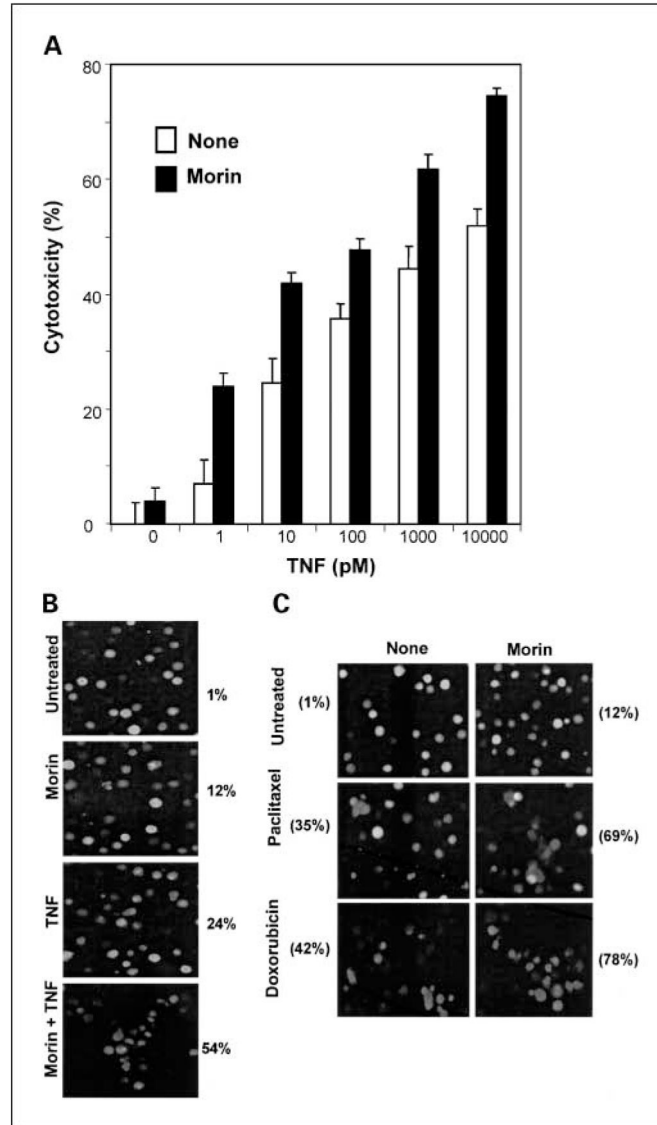 A
80
60
40
20
0
Cytotoxicity (%)
None
Morin
0 1 10 100 1000 10000
TNF (pM)
B
Untreated
1%
Morin
12%
TNF
24%
Morin + TNF
54%
C
None Morin
Untreated
(1%) (12%)
Paclitaxel
(35%) (69%)
Doxorubicin
(42%) (78%)